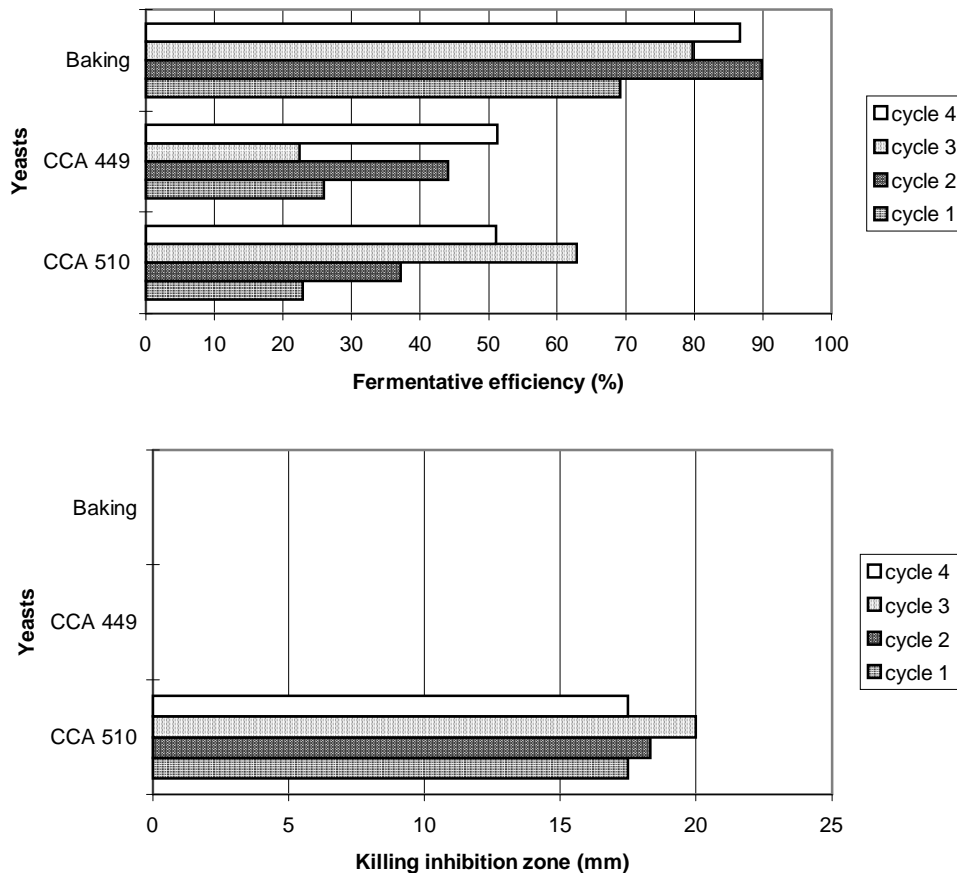 Baking
CCA 449
CCA 510
Yeasts
0 10 20 30 40 50 60 70 80 90 100
Fermentative efficiency (%)
cycle 4
cycle 3
cycle 2
cycle 1
Baking
CCA 449
CCA 510
Yeasts
0 5 10 15 20 25
Killing inhibition zone (mm)
cycle 4
cycle 3
cycle 2
cycle 1